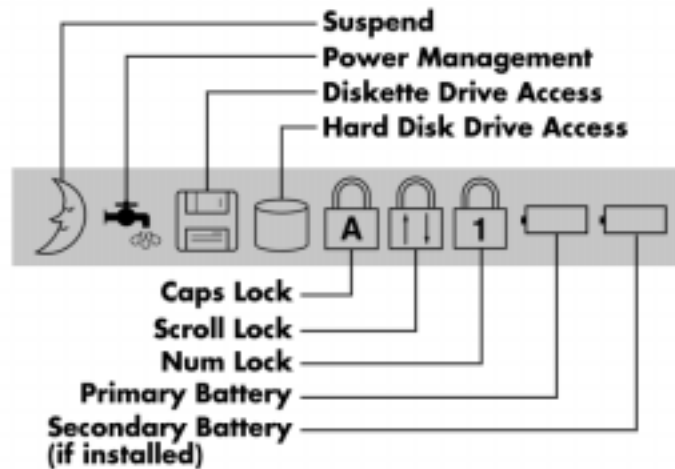 Suspend
Power Management
Diskette Drive Access
Hard Disk Drive Access
A
1
Caps Lock
Scroll Lock
Num Lock
Primary Battery
Secondary Battery
(if installed)